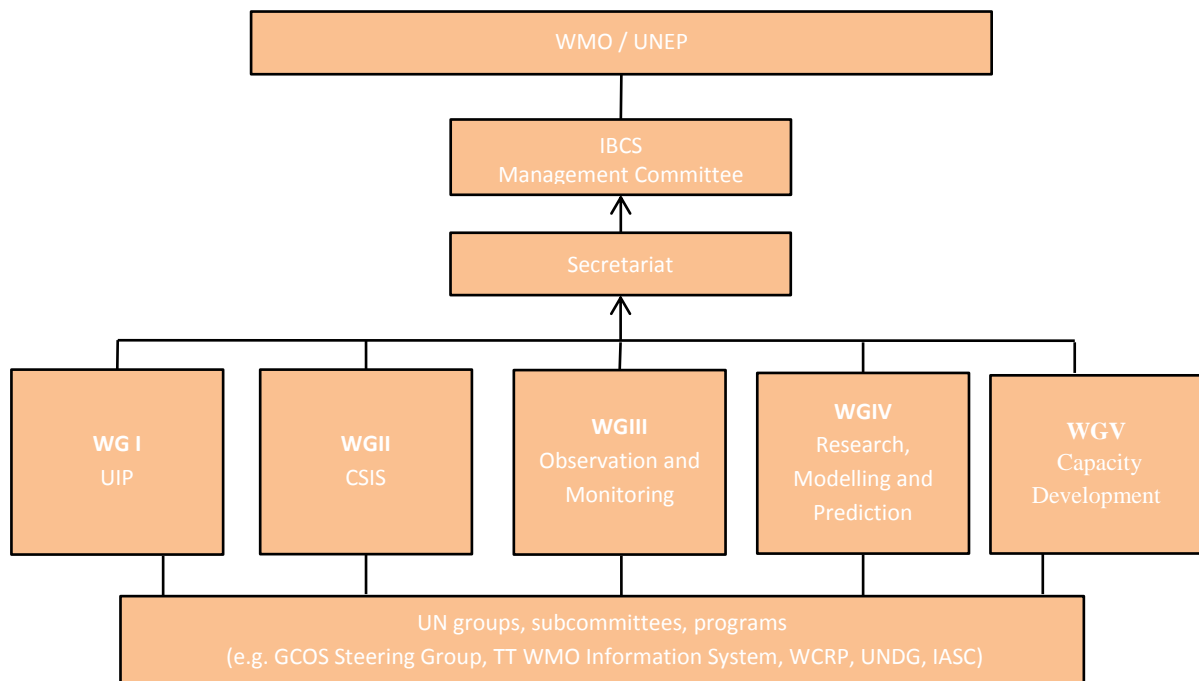 WMO / UNEP
IBCS
Management Committee
Secretariat
WG I
UIP
WGII
CSIS
WGIII
Observation and
Monitoring
WGIV
Research,
Modelling and
Prediction
WGV
Capacity
Development
UN groups, subcommittees, programs
(e.g. GCOS Steering Group, TT WMO Information System, WCRP, UNDG, IASC)